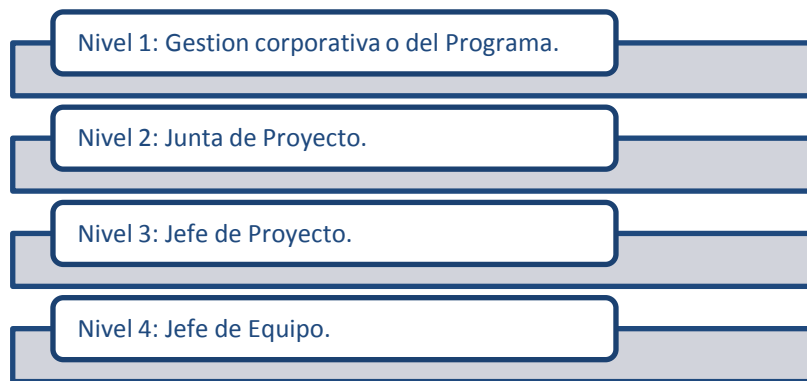 Nivel 1: Gestion corporativa o del Programa.
Nivel 2: Junta de Proyecto.
Nivel 3: Jefe de Proyecto.
Nivel 4: Jefe de Equipo.